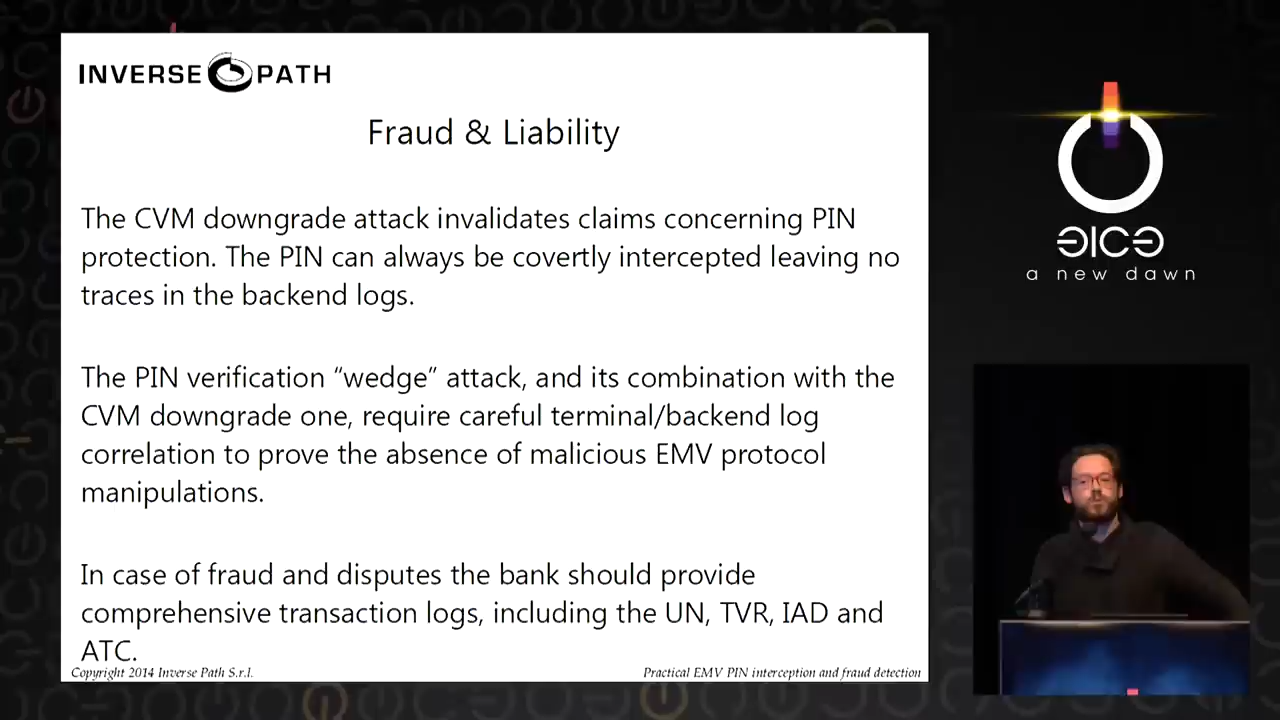 INVERSE PATH
Fraud & Liability
The CVM downgrade attack invalidates claims concerning PIN
protection. The PIN can always be covertly intercepted leaving no
traces in the backend logs.
The PIN verification “wedge” attack, and its combination with the
CVM downgrade one, require careful terminal/backend log
correlation to prove the absence of malicious EMV protocol
manipulations.
In case of fraud and disputes the bank should provide
comprehensive transaction logs, including the UN, TVR, IAD and
ATC.
Copyright 2014 Inverse Path S.r.l.
Practical EMV PIN interception and fraud detection
a new dawn